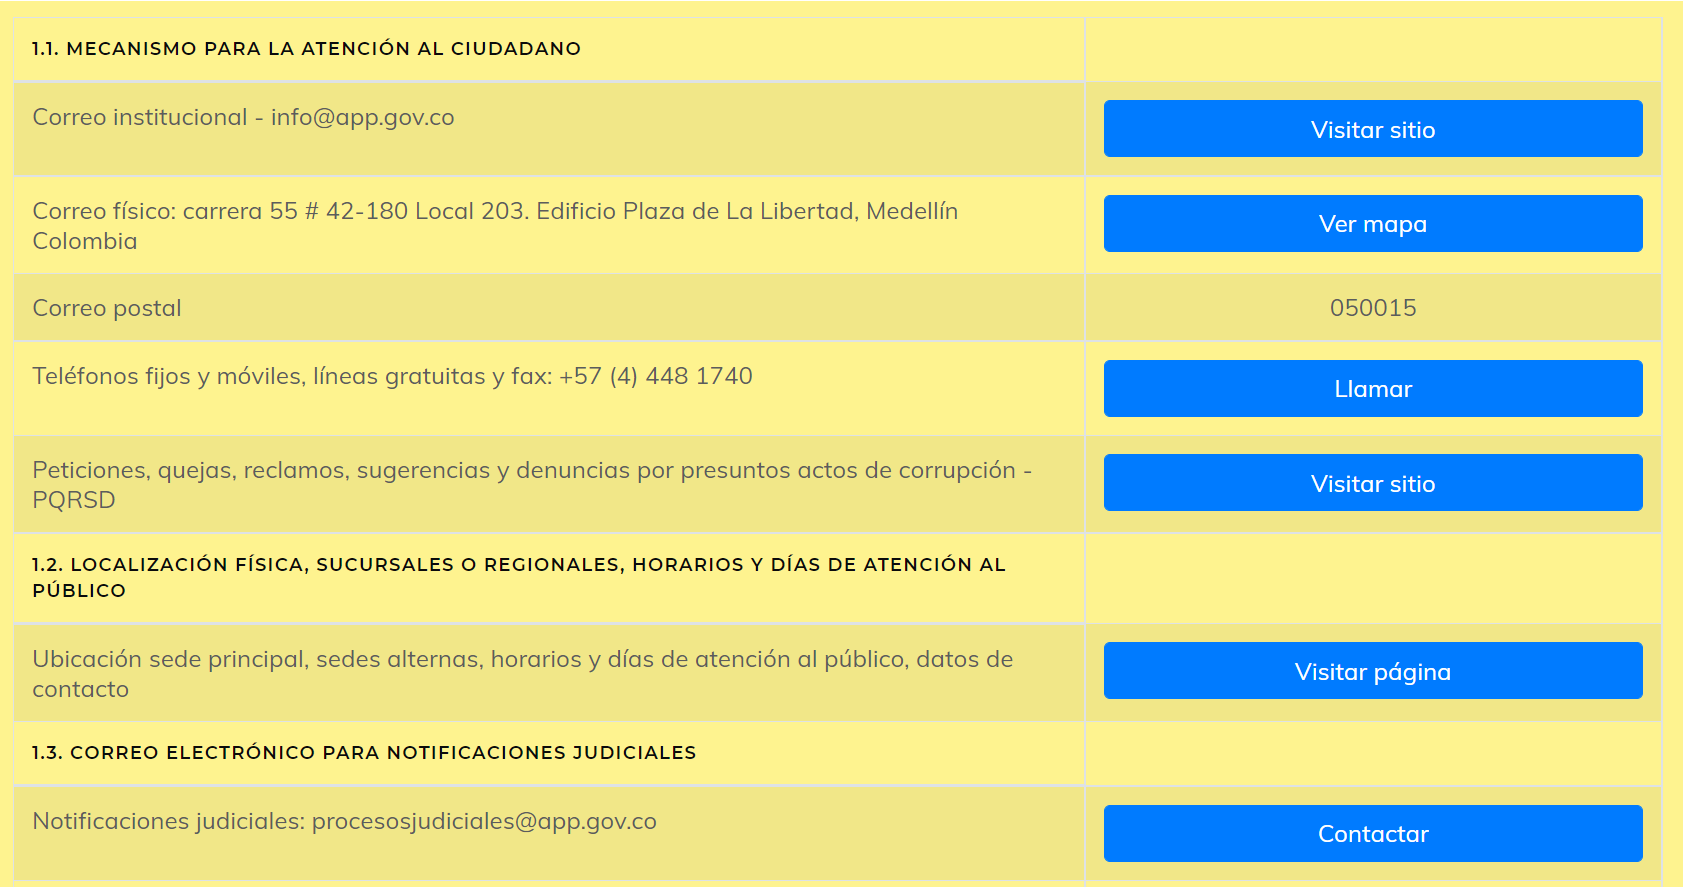 1.1. MECANISMO PARA LA ATENCIÓN AL CIUDADANO
Correo institucional - info@app.gov.co
Visitar sitio
Correo físico: carrera 55 # 42-180 Local 203. Edificio Plaza de La Libertad, Medellín
Colombia
Ver mapa
Correo postal
050015
Teléfonos fijos y móviles, líneas gratuitas y fax: +57 (4) 448 1740
Llamar
Peticiones, quejas, reclamos, sugerencias y denuncias por presuntos actos de corrupción -
PQRSD
Visitar sitio
1.2. LOCALIZACIÓN FÍSICA, SUCURSALES O REGIONALES, HORARIOS Y DÍAS DE ATENCIÓN AL
PÚBLICO
Ubicación sede principal, sedes alternas, horarios y días de atención al público, datos de
contacto
Visitar página
1.3. CORREO ELECTRÓNICO PARA NOTIFICACIONES JUDICIALES
Notificaciones judiciales: procesosjudiciales@app.gov.co
Contactar